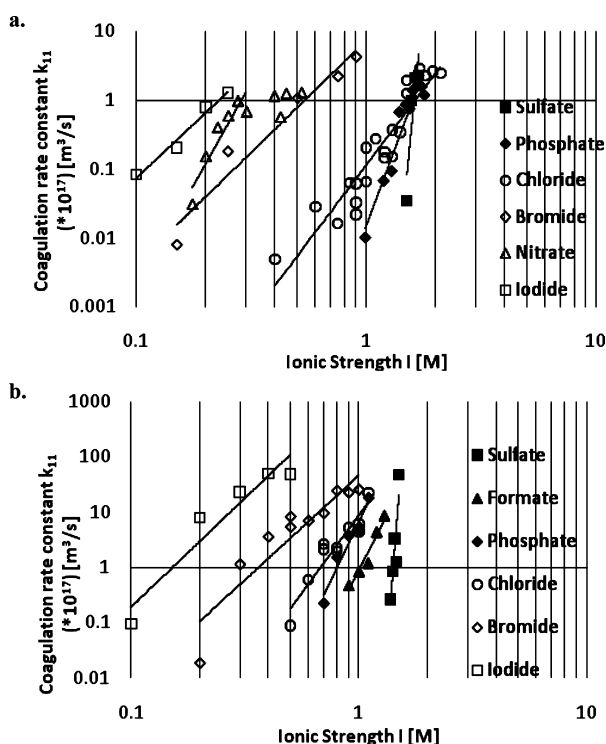 a.
Coagulation rate constant k₁₁
(*10¹⁷) [m³/s]
10
1
0.1
0.01
0.001
0.1
1
10
Ionic Strength I [M]
Sulfate
Phosphate
Chloride
Bromide
Nitrate
Iodide
b.
Coagulation rate constant k₁₁
(*10¹⁷) [m³/s]
1000
100
10
1
0.1
0.01
0.1
1
10
Ionic Strength I [M]
Sulfate
Formate
Phosphate
Chloride
Bromide
Iodide